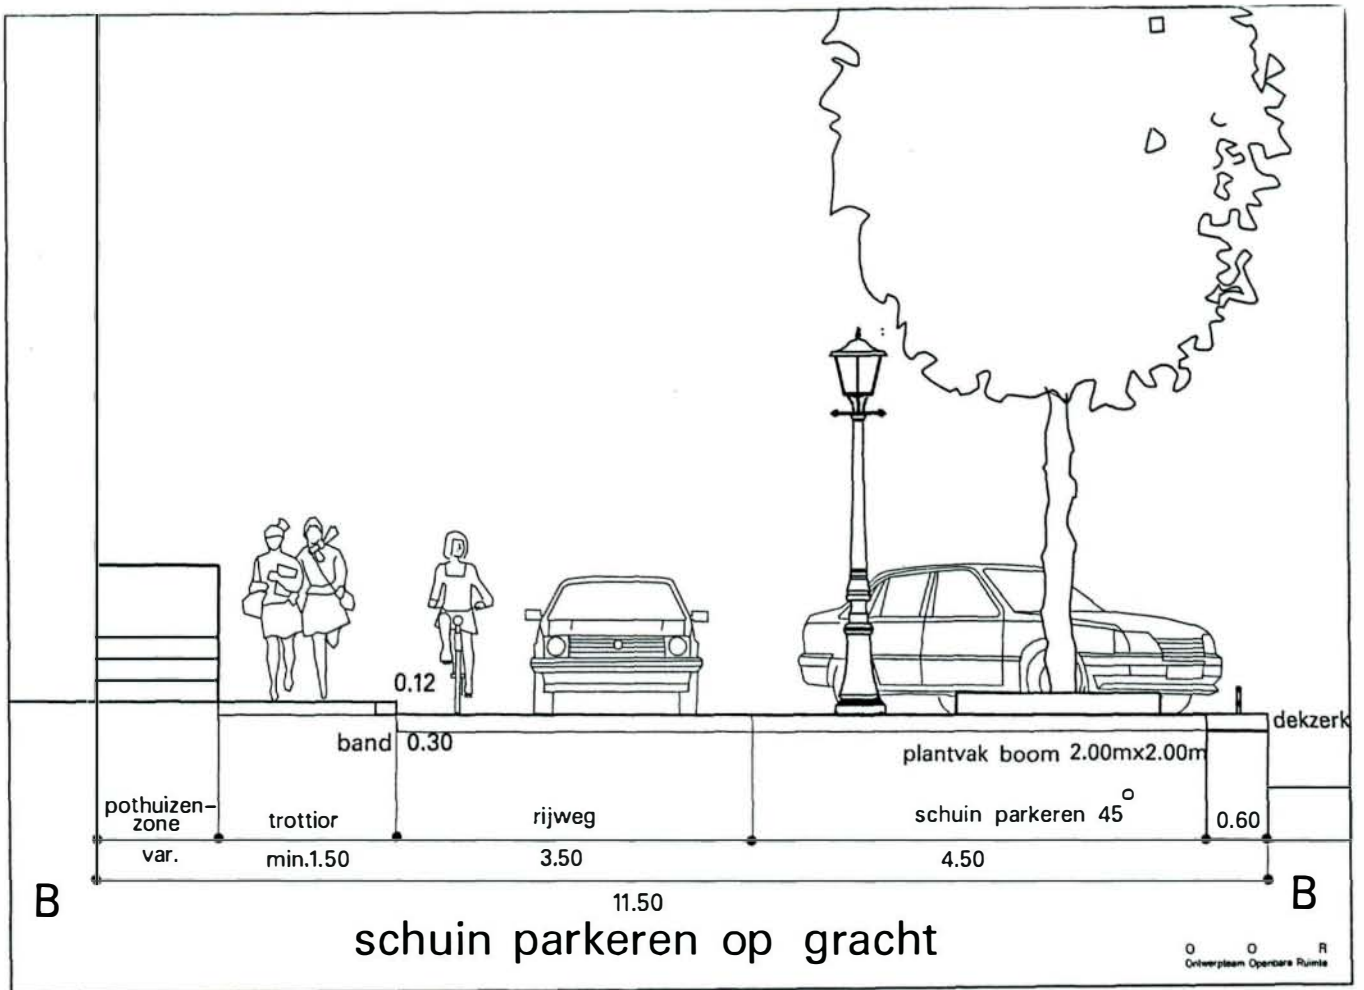 0.12
band 0.30
dekzerk
plantvak boom 2.00mx2.00m
pothuizen-
zone
trottior
rijweg
schuin parkeren 45°
0.60
var.
min.1.50
3.50
4.50
B
11.50
B
schuin parkeren op gracht
O O R
Ontwerpteam Openbare Ruimte